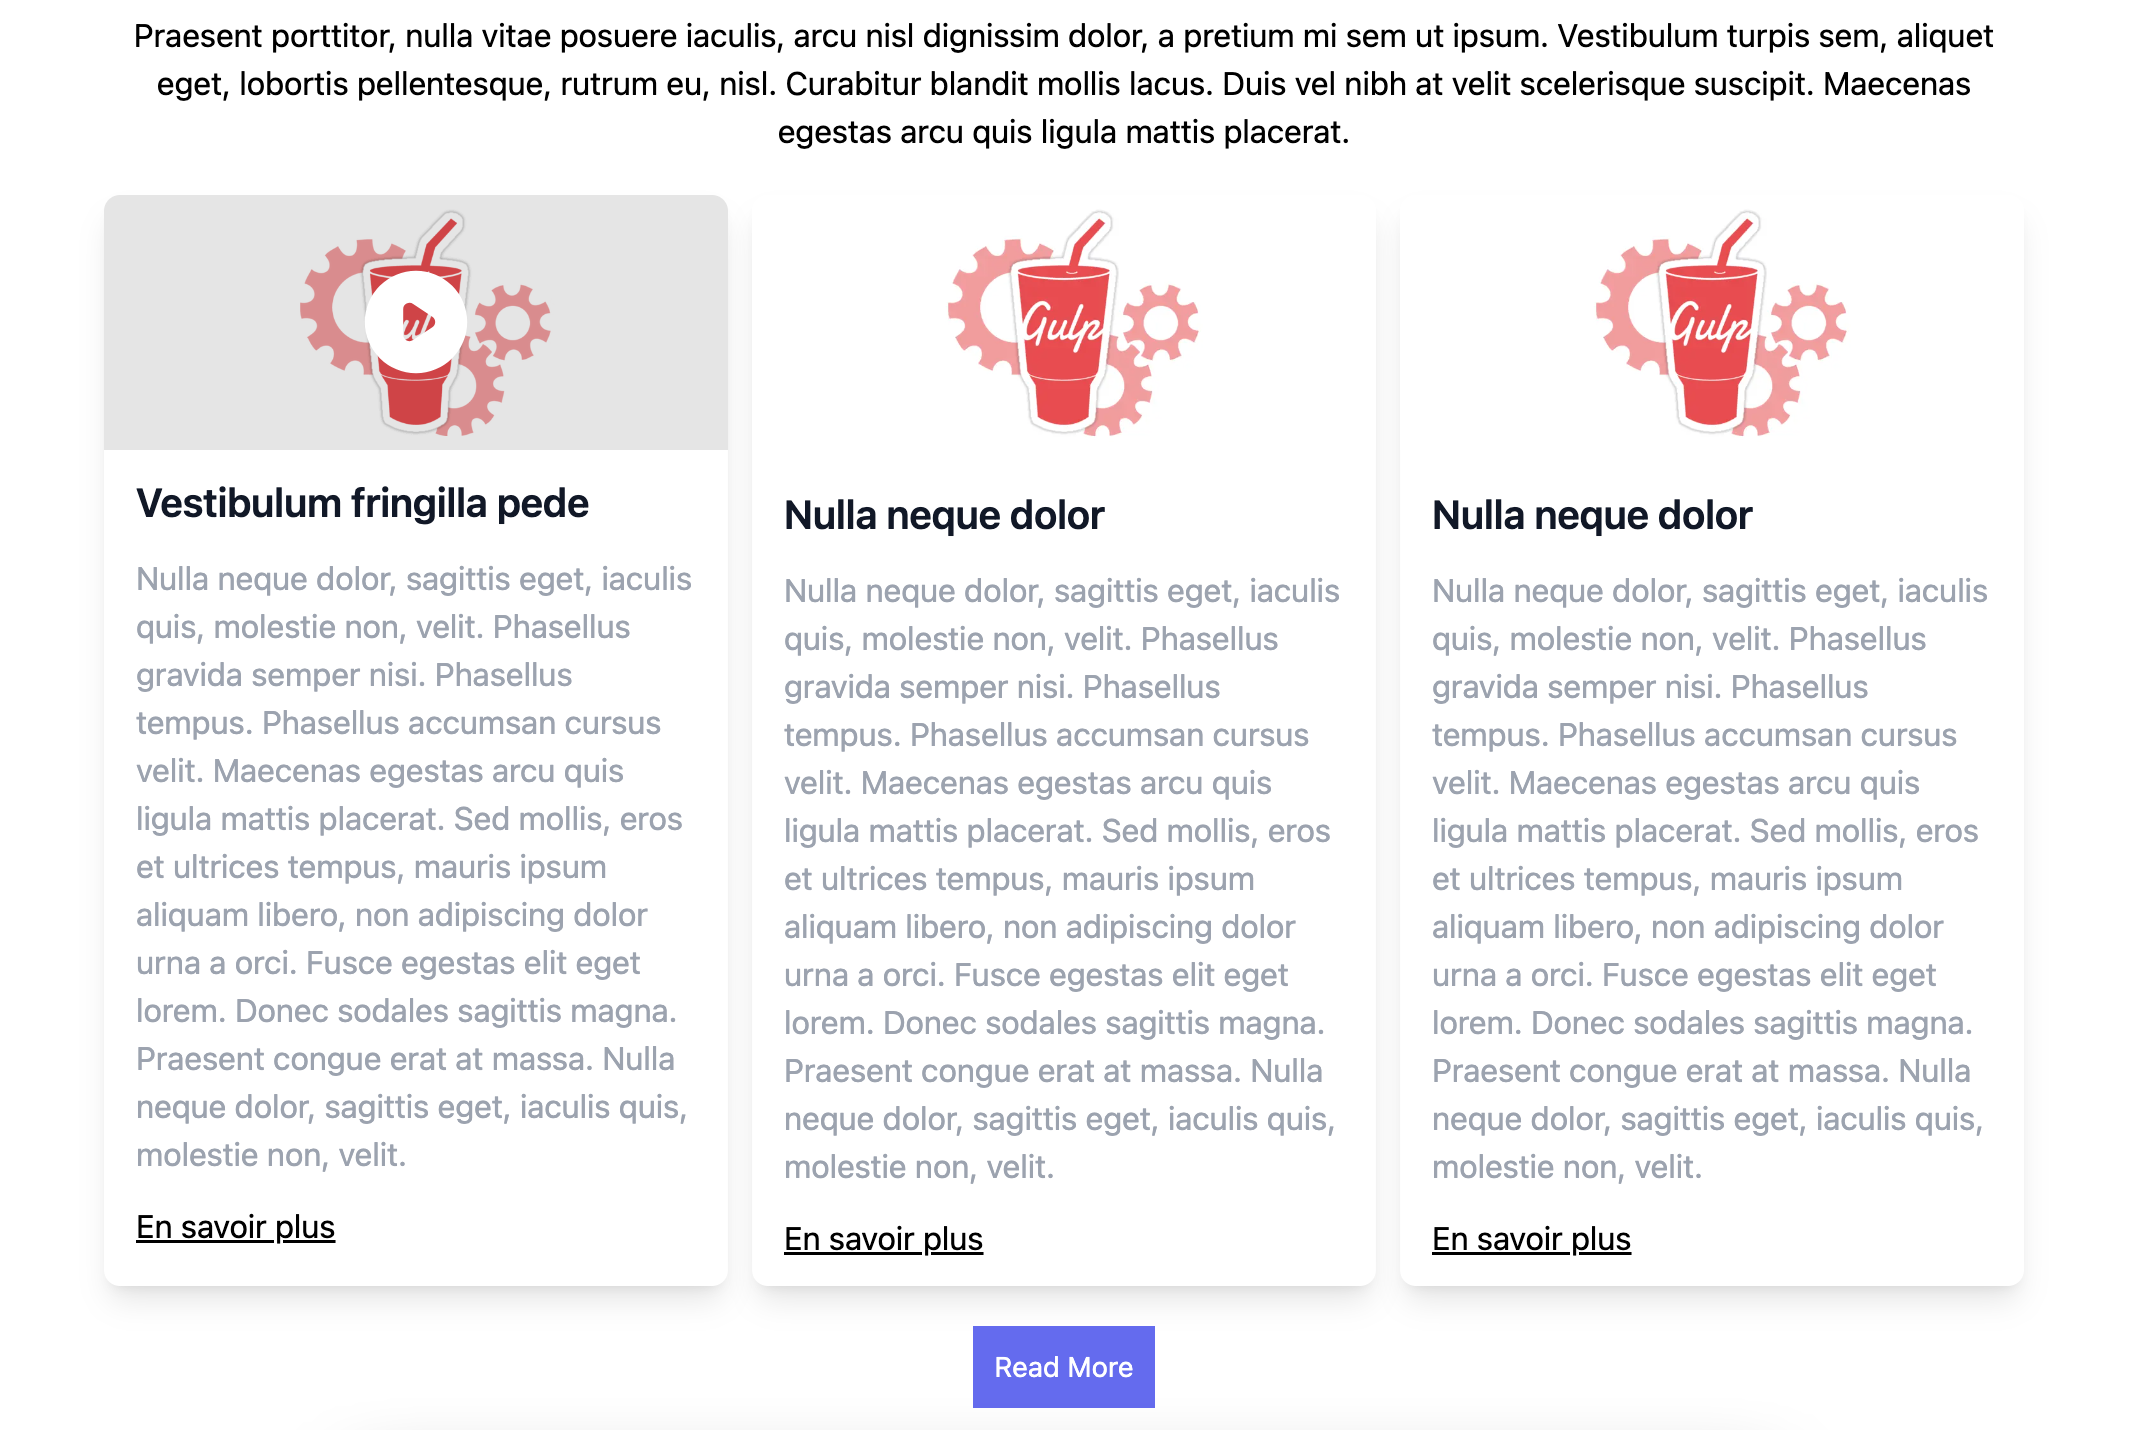 Praesent porttitor, nulla vitae posuere iaculis, arcu nisl dignissim dolor, a pretium mi sem ut ipsum. Vestibulum turpis sem, aliquet
eget, lobortis pellentesque, rutrum eu, nisl. Curabitur blandit mollis lacus. Duis vel nibh at velit scelerisque suscipit. Maecenas
egestas arcu quis ligula mattis placerat.
Vestibulum fringilla pede
Nulla neque dolor, sagittis eget, iaculis
quis, molestie non, velit. Phasellus
gravida semper nisi. Phasellus
tempus. Phasellus accumsan cursus
velit. Maecenas egestas arcu quis
ligula mattis placerat. Sed mollis, eros
et ultrices tempus, mauris ipsum
aliquam libero, non adipiscing dolor
urna a orci. Fusce egestas elit eget
lorem. Donec sodales sagittis magna.
Praesent congue erat at massa. Nulla
neque dolor, sagittis eget, iaculis quis,
molestie non, velit.
En savoir plus
Gulp
Nulla neque dolor
Nulla neque dolor, sagittis eget, iaculis
quis, molestie non, velit. Phasellus
gravida semper nisi. Phasellus
tempus. Phasellus accumsan cursus
velit. Maecenas egestas arcu quis
ligula mattis placerat. Sed mollis, eros
et ultrices tempus, mauris ipsum
aliquam libero, non adipiscing dolor
urna a orci. Fusce egestas elit eget
lorem. Donec sodales sagittis magna.
Praesent congue erat at massa. Nulla
neque dolor, sagittis eget, iaculis quis,
molestie non, velit.
En savoir plus
Gulp
Nulla neque dolor
Nulla neque dolor, sagittis eget, iaculis
quis, molestie non, velit. Phasellus
gravida semper nisi. Phasellus
tempus. Phasellus accumsan cursus
velit. Maecenas egestas arcu quis
ligula mattis placerat. Sed mollis, eros
et ultrices tempus, mauris ipsum
aliquam libero, non adipiscing dolor
urna a orci. Fusce egestas elit eget
lorem. Donec sodales sagittis magna.
Praesent congue erat at massa. Nulla
neque dolor, sagittis eget, iaculis quis,
molestie non, velit.
En savoir plus
Read More